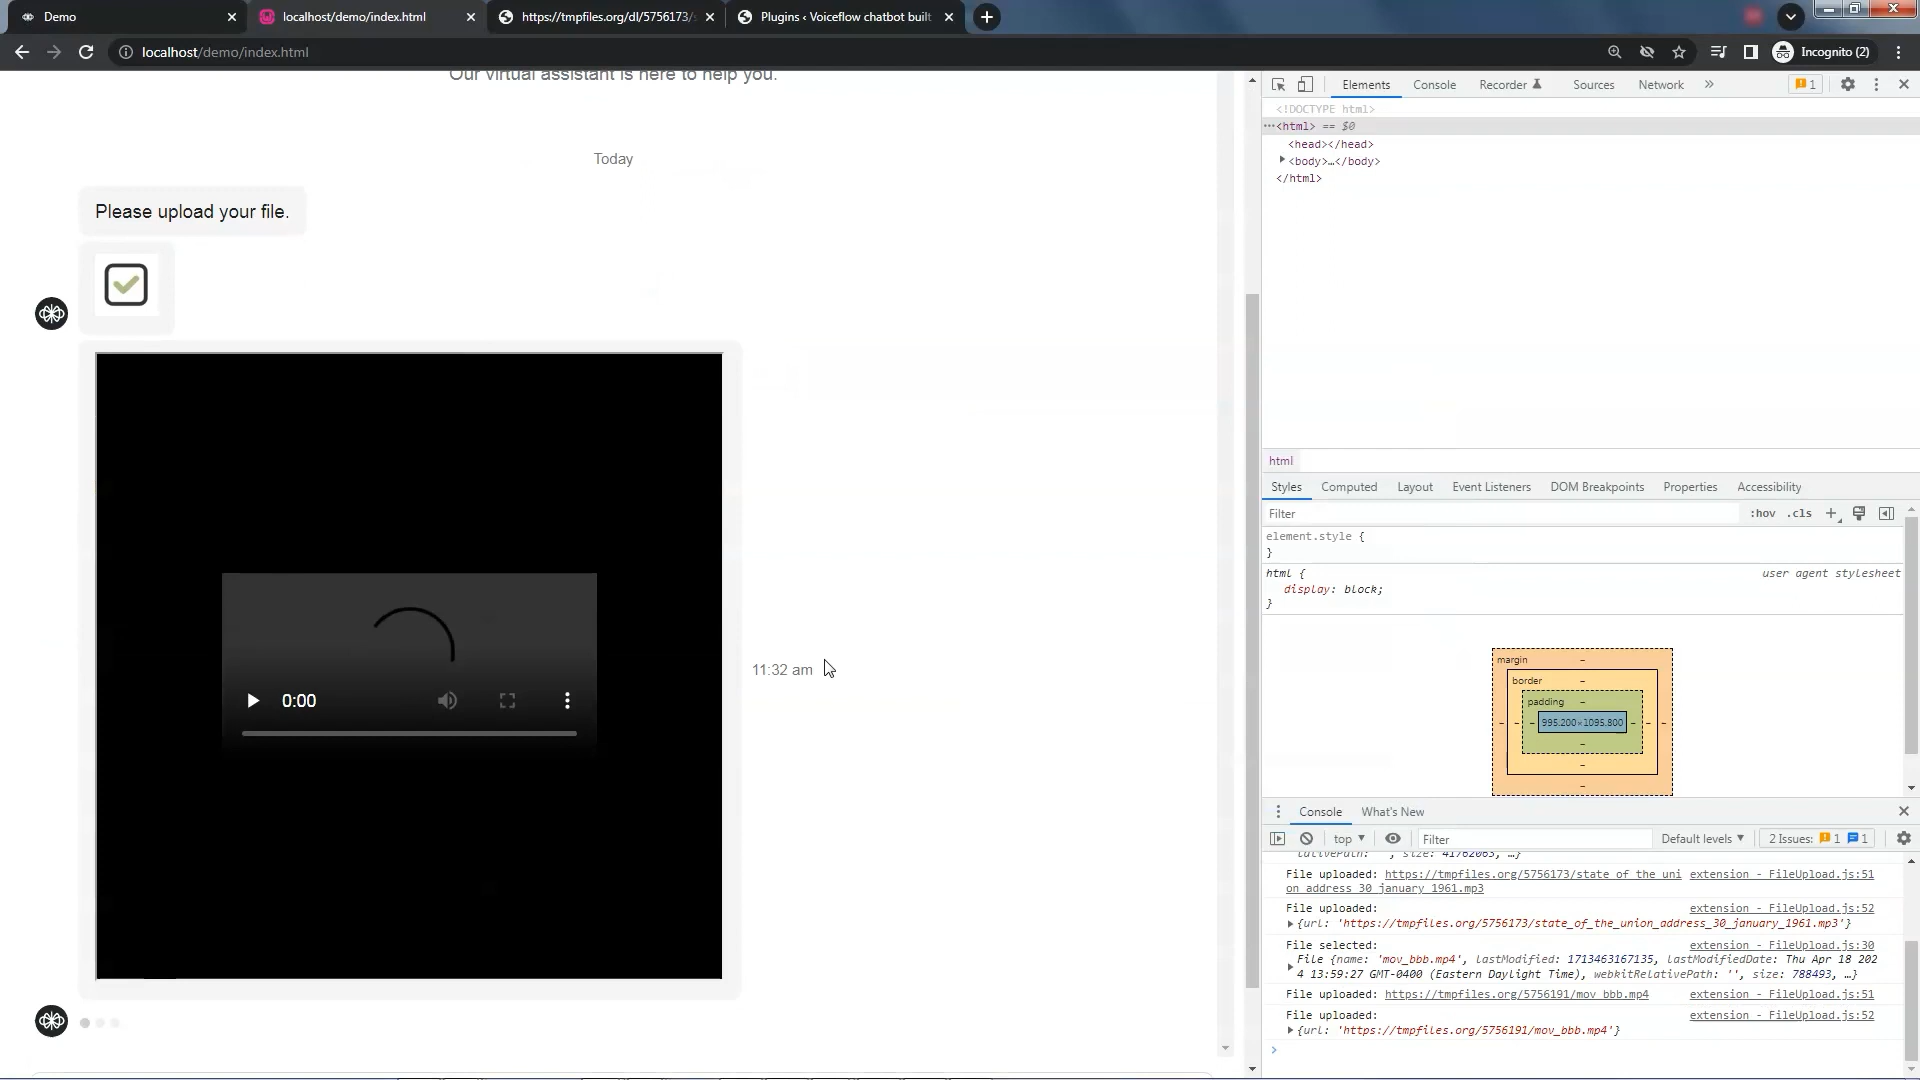 Demo
localhost/demo/index.html
https://tmpfiles.org/dl/5756173/
Plugins ‹ Voiceflow chatbot built
localhost/demo/index.html
Incognito (2)
Our virtual assistant is here to help you.
Today
Please upload your file.
0:00
11:32 am
Elements
Console
Recorder
Sources
Network
»
1
<!DOCTYPE html>
<html> == $0
<head></head>
<body>…</body>
</html>
html
Styles
Computed
Layout
Event Listeners
DOM Breakpoints
Properties
Accessibility
Filter
:hov
.cls
element.style {
}
html {
user agent stylesheet
display: block;
}
margin
–
border
–
padding
–
– – – 995.200×1095.800 – – –
–
–
–
Console
What's New
top
Filter
Default levels
2 Issues: 1 1
lativePath: '', size: 41762063, …}
File uploaded: https://tmpfiles.org/5756173/state_of_the_uni extension - FileUpload.js:51
on_address_30_january_1961.mp3
File uploaded: extension - FileUpload.js:52
{url: 'https://tmpfiles.org/5756173/state_of_the_union_address_30_january_1961.mp3'}
File selected: extension - FileUpload.js:30
File {name: 'mov_bbb.mp4', lastModified: 1713463167135, lastModifiedDate: Thu Apr 18 202
4 13:59:27 GMT-0400 (Eastern Daylight Time), webkitRelativePath: '', size: 788493, …}
File uploaded: https://tmpfiles.org/5756191/mov_bbb.mp4 extension - FileUpload.js:51
File uploaded: extension - FileUpload.js:52
{url: 'https://tmpfiles.org/5756191/mov_bbb.mp4'}